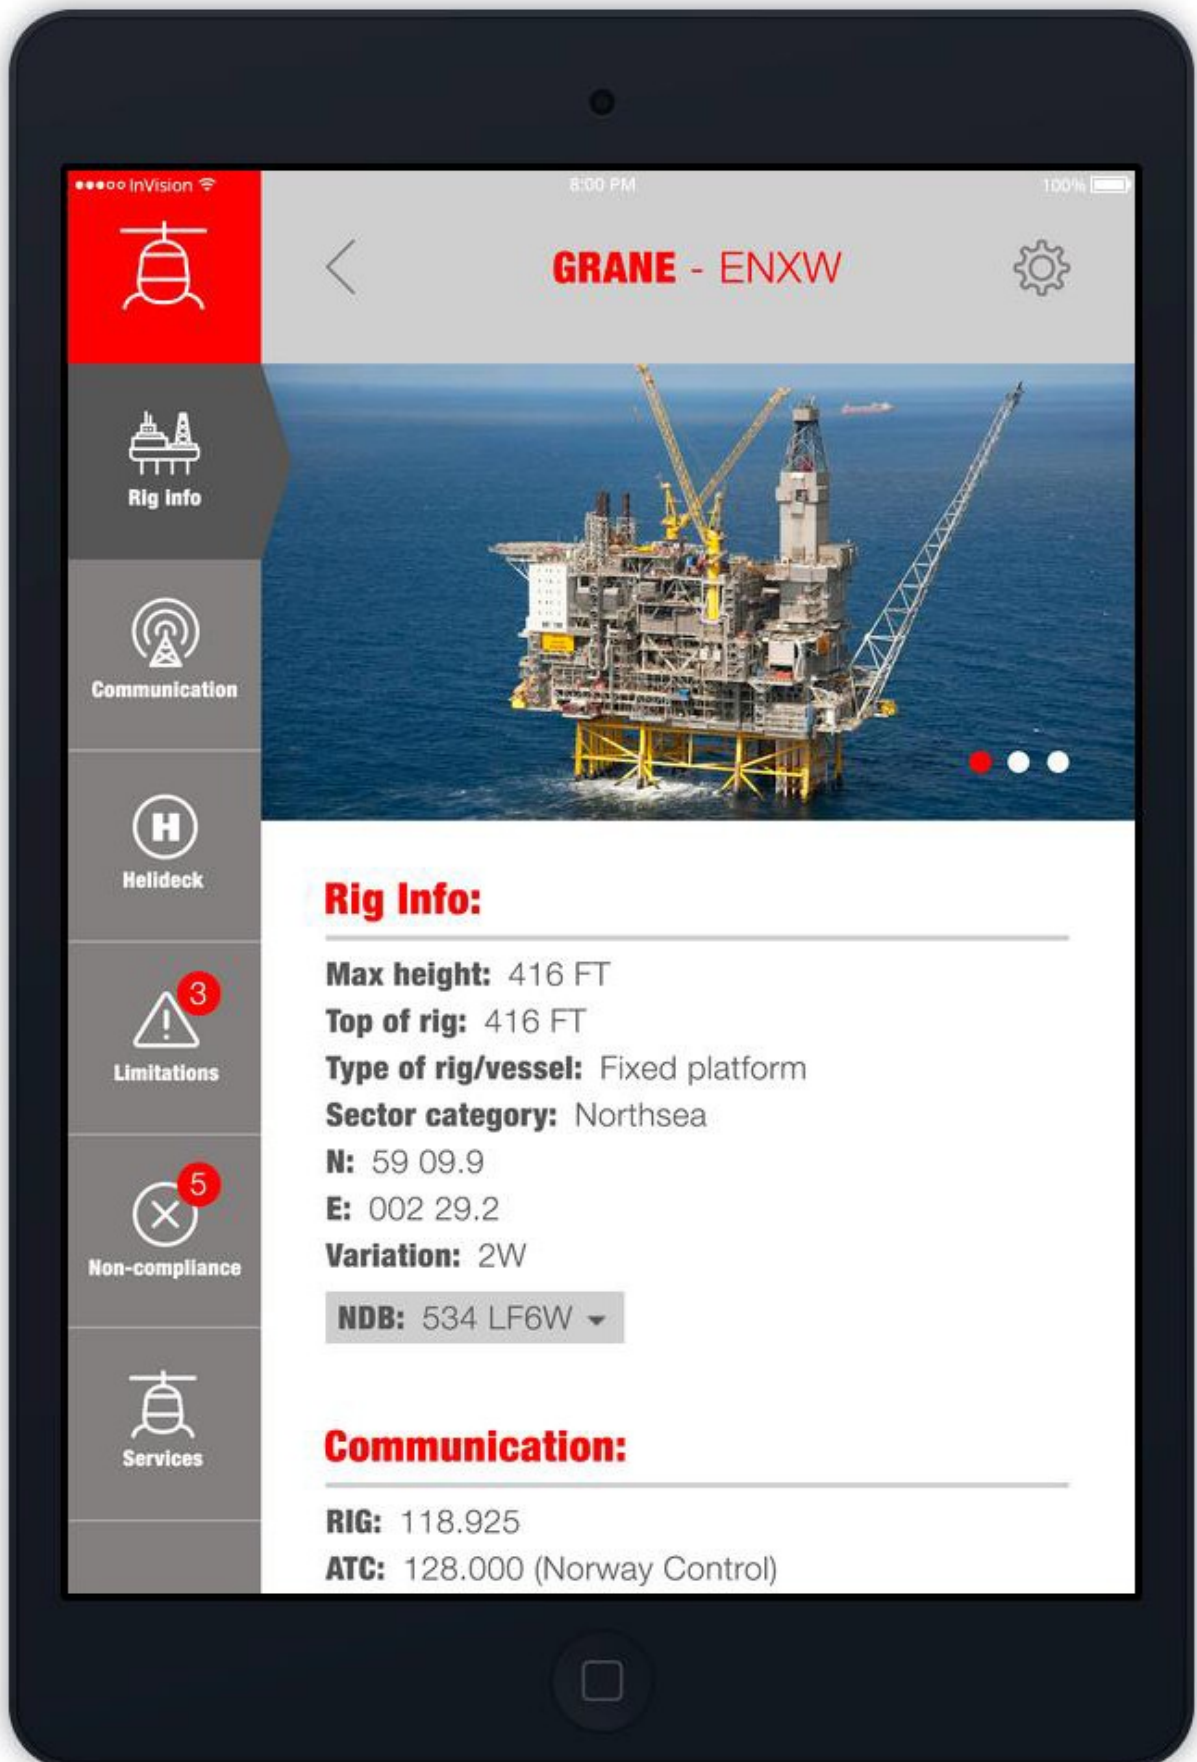 InVision
8:00 PM
100%
GRANE - ENXW
Rig info
Communication
H
Helideck
3
Limitations
5
Non-compliance
Services
Rig Info:
Max height: 416 FT
Top of rig: 416 FT
Type of rig/vessel: Fixed platform
Sector category: Northsea
N: 59 09.9
E: 002 29.2
Variation: 2W
NDB: 534 LF6W
Communication:
RIG: 118.925
ATC: 128.000 (Norway Control)